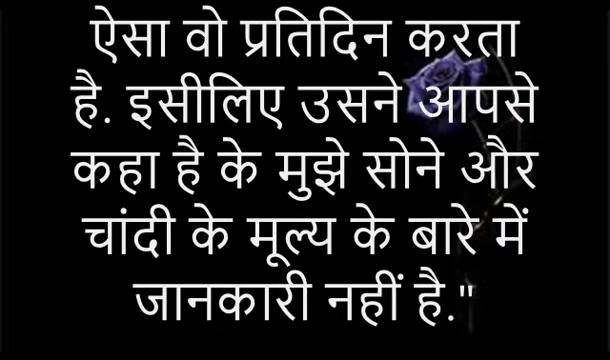 ऐसा वो प्रतिदिन करता
है. इसीलिए उसने आपसे
कहा है के मुझे सोने और
चांदी के मूल्य के बारे में
जानकारी नहीं है."